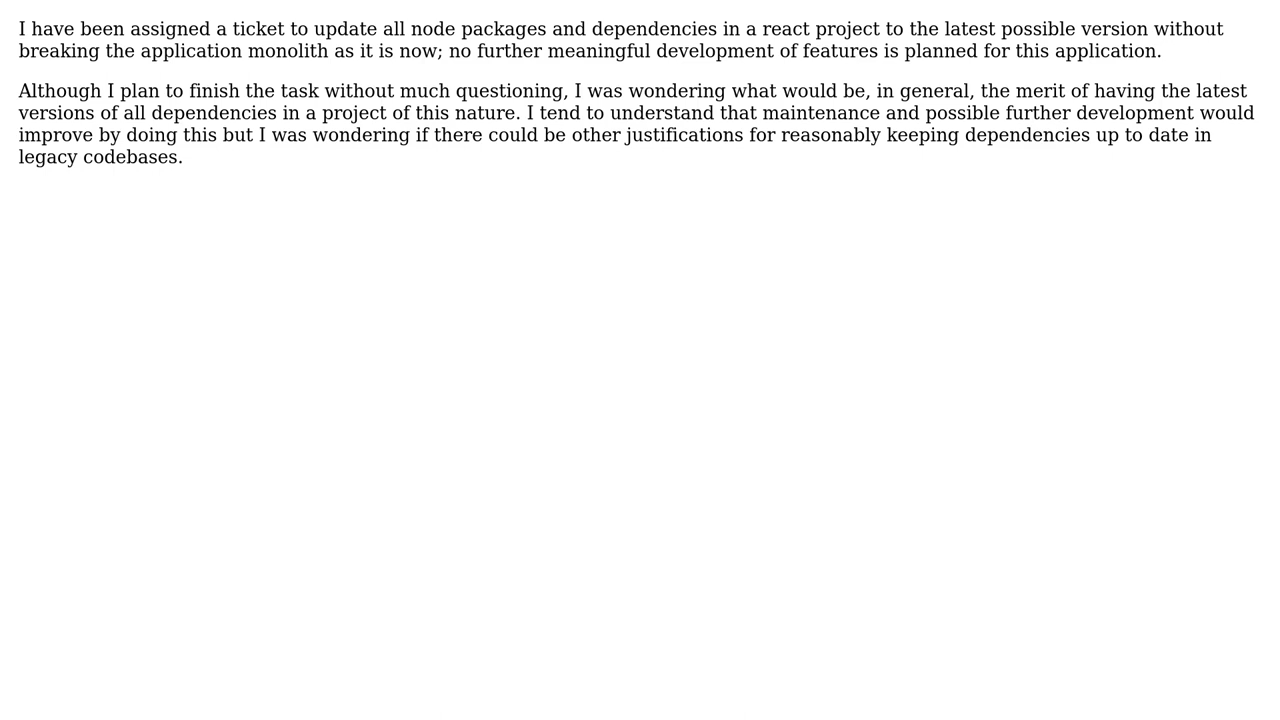 I have been assigned a ticket to update all node packages and dependencies in a react project to the latest possible version without
breaking the application monolith as it is now; no further meaningful development of features is planned for this application.
Although I plan to finish the task without much questioning, I was wondering what would be, in general, the merit of having the latest
versions of all dependencies in a project of this nature. I tend to understand that maintenance and possible further development would
improve by doing this but I was wondering if there could be other justifications for reasonably keeping dependencies up to date in
legacy codebases.